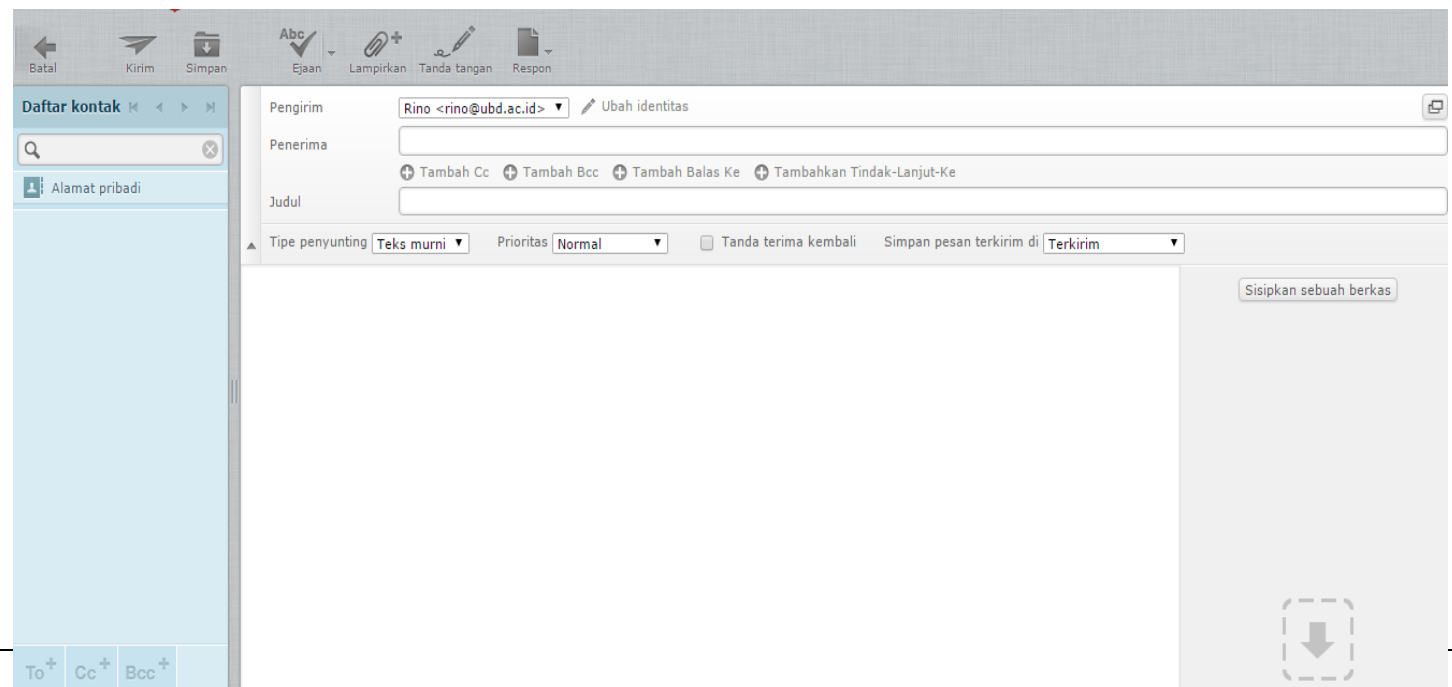 Batal Kirim Simpan Abc Ejaan Lampirkan Tanda tangan Respon
Daftar kontak
Alamat pribadi
To+ Cc+ Bcc+
Pengirim Rino <rino@ubd.ac.id> Ubah identitas
Penerima
Tambah Cc Tambah Bcc Tambah Balas Ke Tambahkan Tindak-Lanjut-Ke
Judul
Tipe penyunting Teks murni Prioritas Normal Tanda terima kembali Simpan pesan terkirim di Terkirim
Sisipkan sebuah berkas